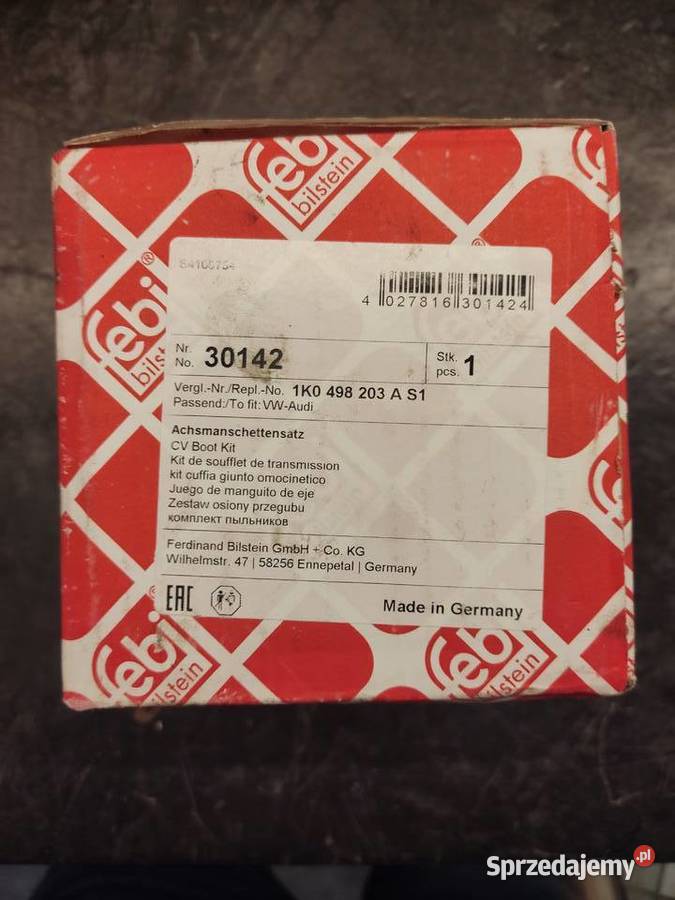 febi
bilstein
febi
bilstein
4 027816 301424
Nr.
No. 30142
Stk.
pcs. 1
Vergl.-Nr./Repl.-No. 1K0 498 203 A S1
Passend:/To fit: VW-Audi
Achsmanschettensatz
CV Boot Kit
Kit de soufflet de transmission
kit cuffia giunto omocinetico
Juego de manguito de eje
Zestaw osiony przegubu
комплект пыльников
Ferdinand Bilstein GmbH + Co. KG
Wilhelmstr. 47 | 58256 Ennepetal | Germany
EAC
Made in Germany
febi
bilstein
febi
bilstein
Sprzedajemy.pl